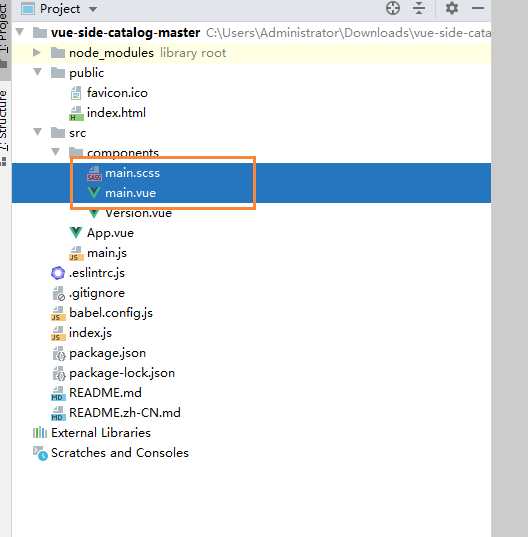 1: Project
Project
vue-side-catalog-master C:\Users\Administrator\Downloads\vue-side-cata
node_modules library root
public
favicon.ico
index.html
7: Structure
src
components
main.scss
main.vue
Version.vue
App.vue
main.js
.eslintrc.js
.gitignore
babel.config.js
index.js
package.json
package-lock.json
README.md
README.zh-CN.md
External Libraries
Scratches and Consoles